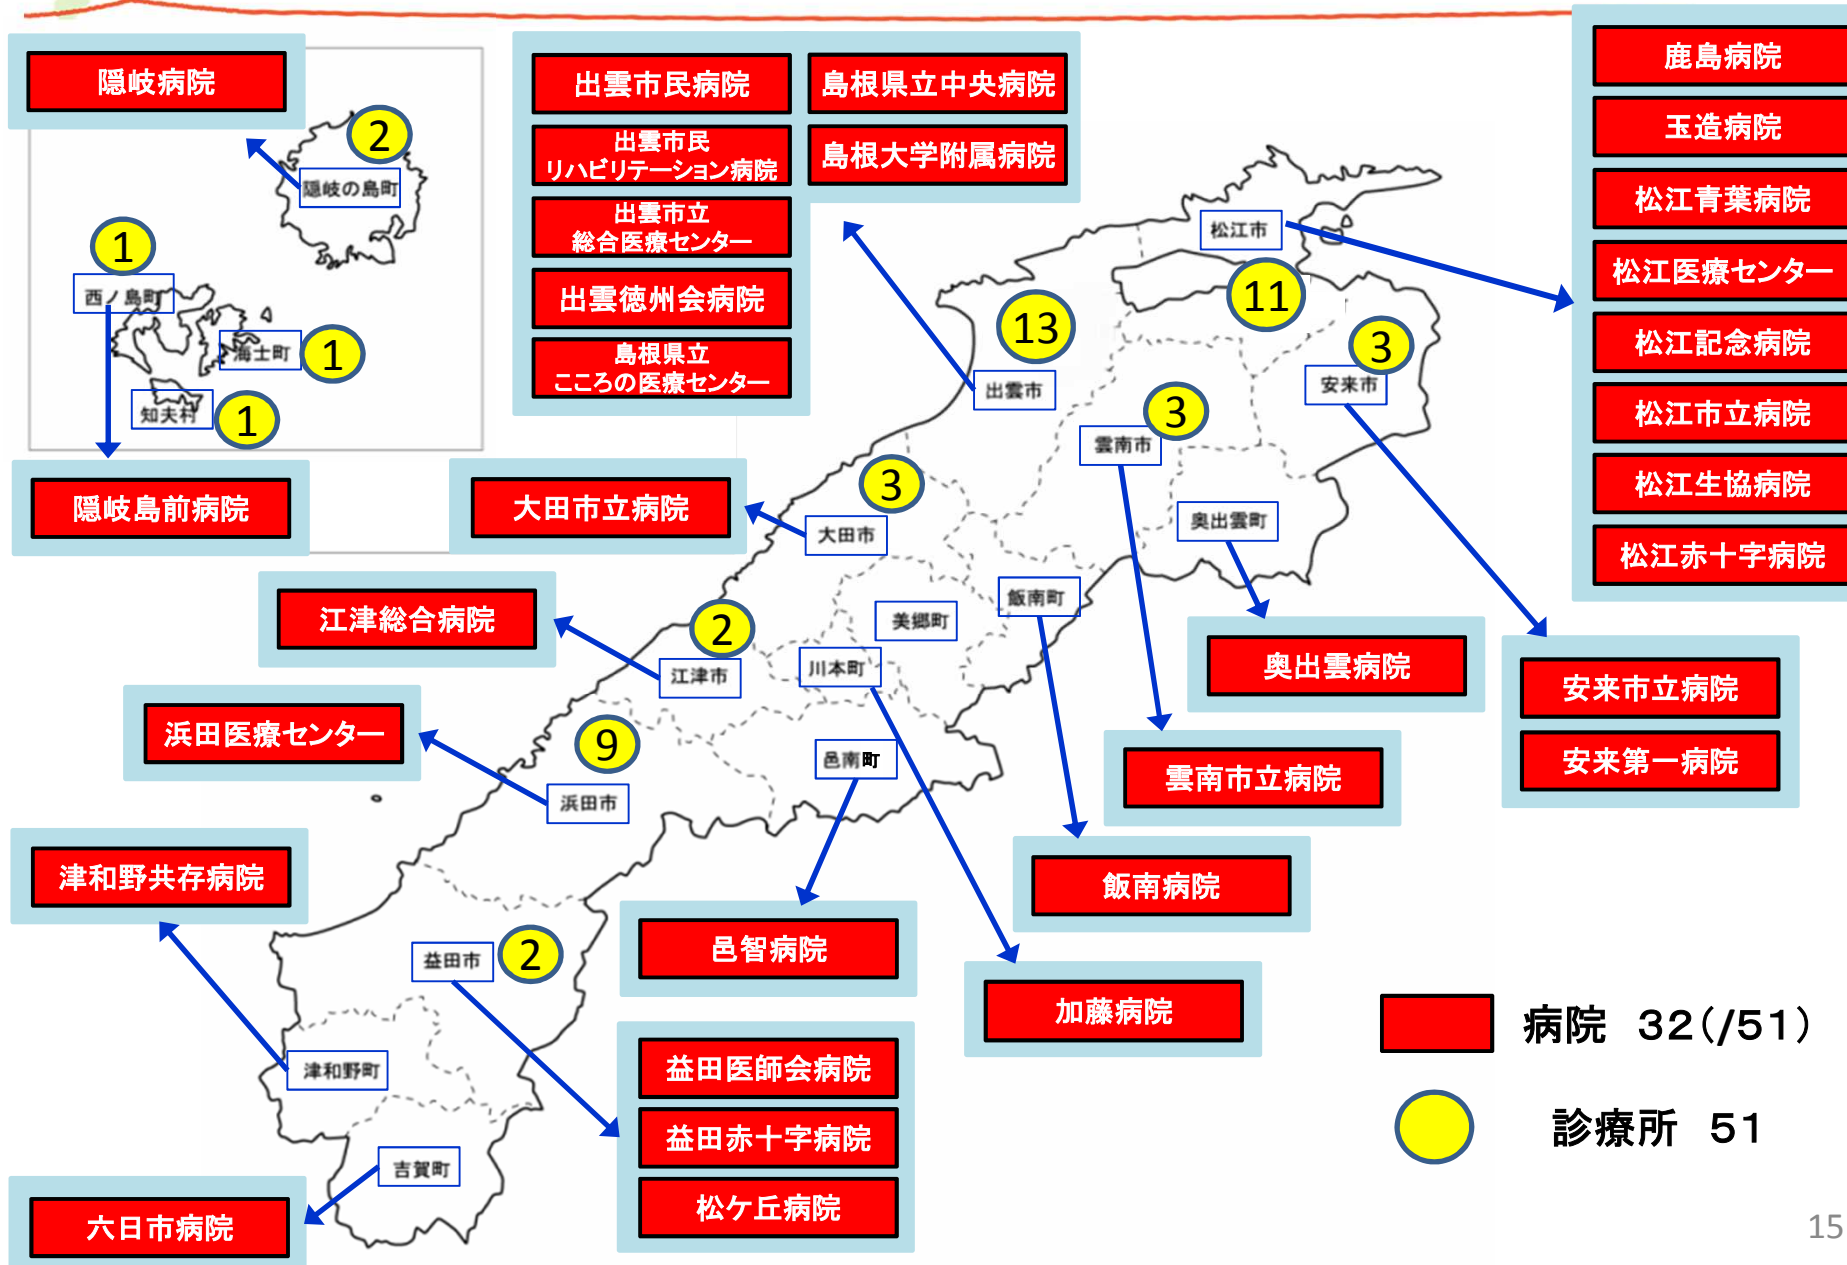 隠岐病院
2
隠岐の島町
1
西ノ島町
海士町
1
知夫村
1
隠岐島前病院
出雲市民病院
島根県立中央病院
出雲市民
リハビリテーション病院
島根大学附属病院
出雲市立
総合医療センター
出雲徳州会病院
島根県立
こころの医療センター
鹿島病院
玉造病院
松江青葉病院
松江医療センター
松江記念病院
松江市立病院
松江生協病院
松江赤十字病院
松江市
11
13
出雲市
3
安来市
3
雲南市
3
大田市
大田市立病院
奥出雲町
飯南町
美郷町
川本町
2
江津市
江津総合病院
奥出雲病院
安来市立病院
安来第一病院
浜田医療センター
9
浜田市
邑南町
雲南市立病院
飯南病院
津和野共存病院
益田市
2
邑智病院
加藤病院
津和野町
益田医師会病院
益田赤十字病院
松ケ丘病院
吉賀町
六日市病院
病院 32(/51)
診療所 51
15